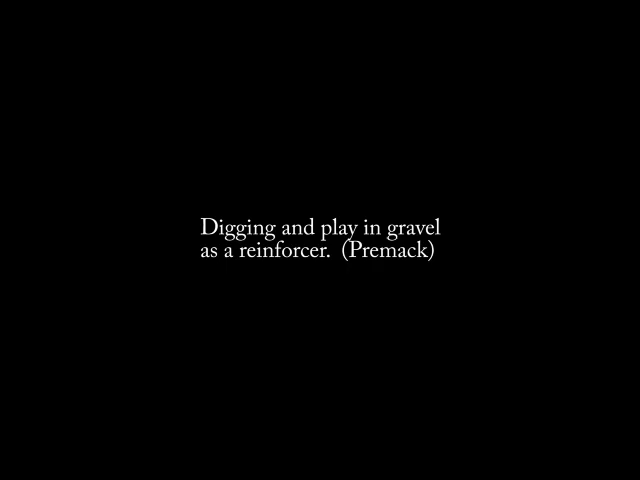 Digging and play in gravel
as a reinforcer. (Premack)